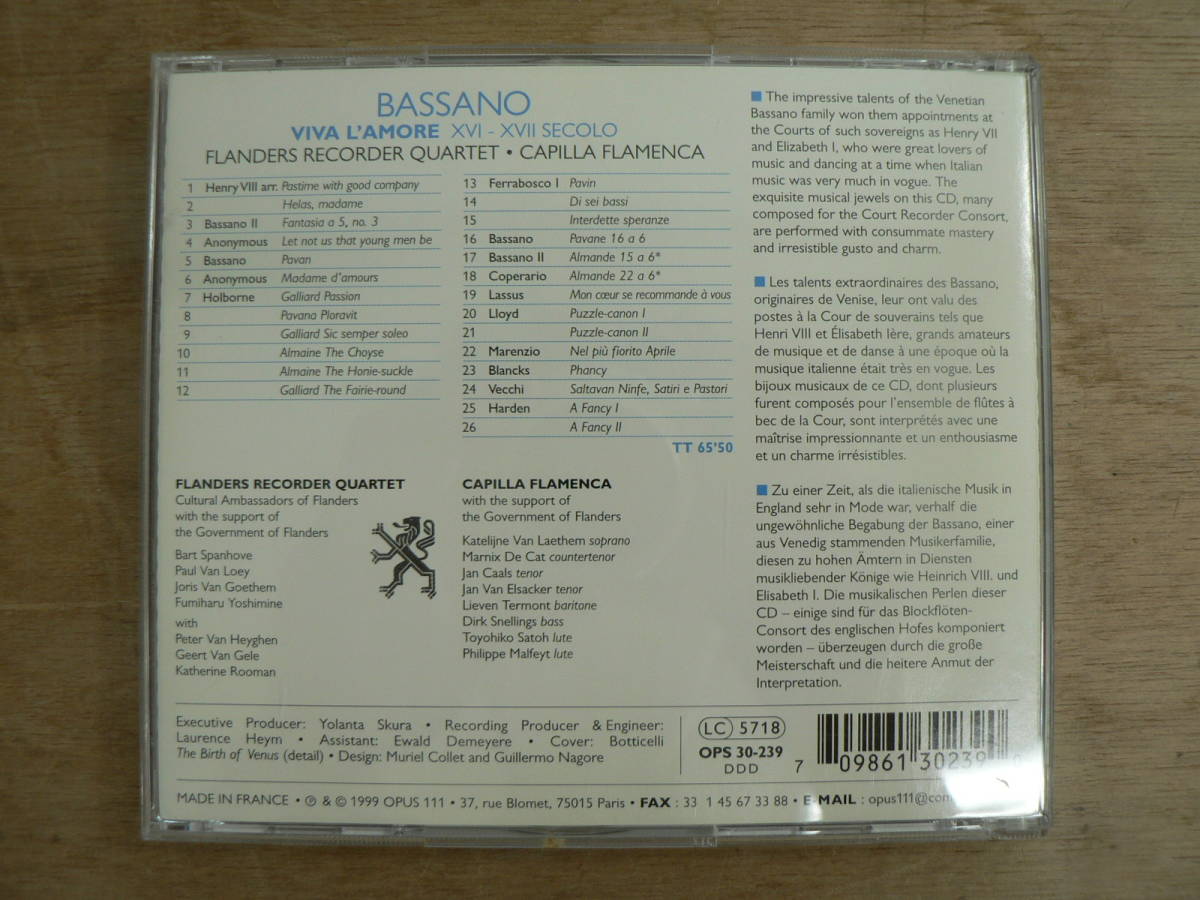 BASSANO
VIVA L'AMORE XVI - XVII SECOLO
FLANDERS RECORDER QUARTET • CAPILLA FLAMENCA
1 Henry VIII arr. Pastime with good company
2 Helas, madame
3 Bassano II Fantasia a 5, no. 3
4 Anonymous Let not us that young men be
5 Bassano Pavan
6 Anonymous Madame d'amours
7 Holborne Galliard Passion
8 Pavana Ploravit
9 Galliard Sic semper soleo
10 Almaine The Choyse
11 Almaine The Honie-suckle
12 Galliard The Fairie-round
13 Ferrabosco I Pavin
14 Di sei bassi
15 Interdette speranze
16 Bassano Pavane 16 a 6
17 Bassano II Almande 15 a 6*
18 Coperario Almande 22 a 6*
19 Lassus Mon cœur se recommande à vous
20 Lloyd Puzzle-canon I
21 Puzzle-canon II
22 Marenzio Nel più fiorito Aprile
23 Blancks Phancy
24 Vecchi Saltavan Ninfe, Satiri e Pastori
25 Harden A Fancy I
26 A Fancy II
TT 65'50
FLANDERS RECORDER QUARTET
Cultural Ambassadors of Flanders
with the support of
the Government of Flanders
Bart Spanhove
Paul Van Loey
Joris Van Goethem
Fumiharu Yoshimine
with
Peter Van Heyghen
Geert Van Gele
Katherine Rooman
CAPILLA FLAMENCA
with the support of
the Government of Flanders
Katelijne Van Laethem soprano
Marnix De Cat countertenor
Jan Caals tenor
Jan Van Elsacker tenor
Lieven Termont baritone
Dirk Snellings bass
Toyohiko Satoh lute
Philippe Malfeyt lute
■ The impressive talents of the Venetian
Bassano family won them appointments at
the Courts of such sovereigns as Henry VII
and Elizabeth I, who were great lovers of
music and dancing at a time when Italian
music was very much in vogue. The
exquisite musical jewels on this CD, many
composed for the Court Recorder Consort,
are performed with consummate mastery
and irresistible gusto and charm.
■ Les talents extraordinaires des Bassano,
originaires de Venise, leur ont valu des
postes à la Cour de souverains tels que
Henri VIII et Élisabeth Ière, grands amateurs
de musique et de danse à une époque où la
musique italienne était très en vogue. Les
bijoux musicaux de ce CD, dont plusieurs
furent composés pour l'ensemble de flûtes à
bec de la Cour, sont interprétés avec une
maîtrise impressionnante et un enthousiasme
et un charme irrésistibles.
■ Zu einer Zeit, als die italienische Musik in
England sehr in Mode war, verhalf die
ungewöhnliche Begabung der Bassano, einer
aus Venedig stammenden Musikerfamilie,
diesen zu hohen Ämtern in Diensten
musikliebender Könige wie Heinrich VIII. und
Elisabeth I. Die musikalischen Perlen dieser
CD – einige sind für das Blockflöten-
Consort des englischen Hofes komponiert
worden – überzeugen durch die große
Meisterschaft und die heitere Anmut der
Interpretation.
Executive Producer: Yolanta Skura • Recording Producer & Engineer:
Laurence Heym • Assistant: Ewald Demeyere • Cover: Botticelli
The Birth of Venus (detail) • Design: Muriel Collet and Guillermo Nagore
LC 5718
OPS 30-239
DDD
7 09861 30239
MADE IN FRANCE • ℗ & © 1999 OPUS 111 • 37, rue Blomet, 75015 Paris • FAX : 33 1 45 67 33 88 • E-MAIL : opus111@com